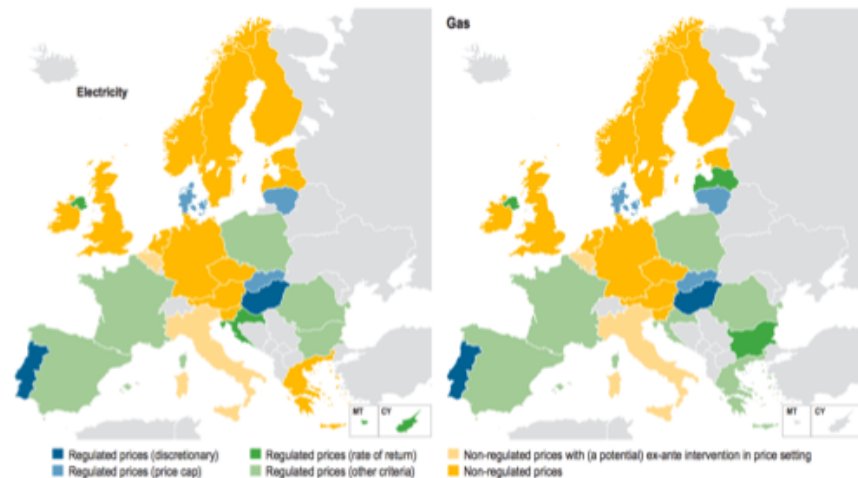 Gas
Electricity
MT CY
MT CY
Regulated prices (discretionary)
Regulated prices (price cap)
Regulated prices (rate of return)
Regulated prices (other criteria)
Non-regulated prices with (a potential) ex-ante intervention in price setting
Non-regulated prices